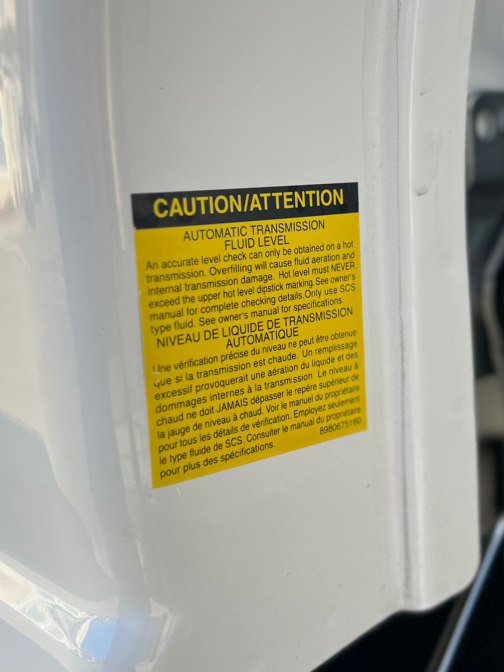 CAUTION/ATTENTION
AUTOMATIC TRANSMISSION
FLUID LEVEL
An accurate level check can only be obtained on a hot
transmission. Overfilling will cause fluid aeration and
internal transmission damage. Hot level must NEVER
exceed the upper hot level dipstick marking. See owner's
manual for complete checking details. Only use SCS
type fluid. See owner's manual for specifications.
NIVEAU DE LIQUIDE DE TRANSMISSION
AUTOMATIQUE
Une vérification précise du niveau ne peut être obtenue
que si la transmission est chaude. Un remplissage
excessif provoquerait une aération du liquide et des
dommages internes à la transmission. Le niveau à
chaud ne doit JAMAIS dépasser le repére supérieur de
la jauge de niveau à chaud. Voir le manuel du propriétaire
pour tous les détails de vérification. Employez seulement
le type fluide de SCS. Consulter le manual du propriétaire
pour plus des spécifications.
8980675160